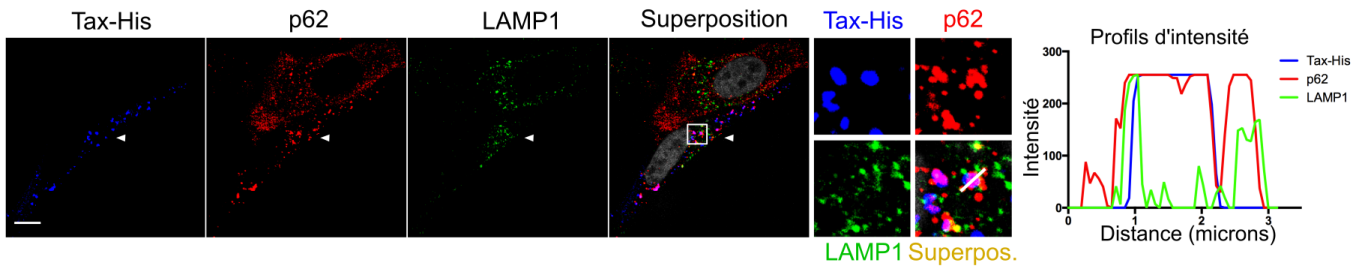 Tax-His p62 LAMP1 Superposition Tax-His p62
LAMP1 Superpos.
Profils d'intensité
Tax-His
p62
LAMP1
Intensité
300
200
100
0
0 1 2 3
Distance (microns)